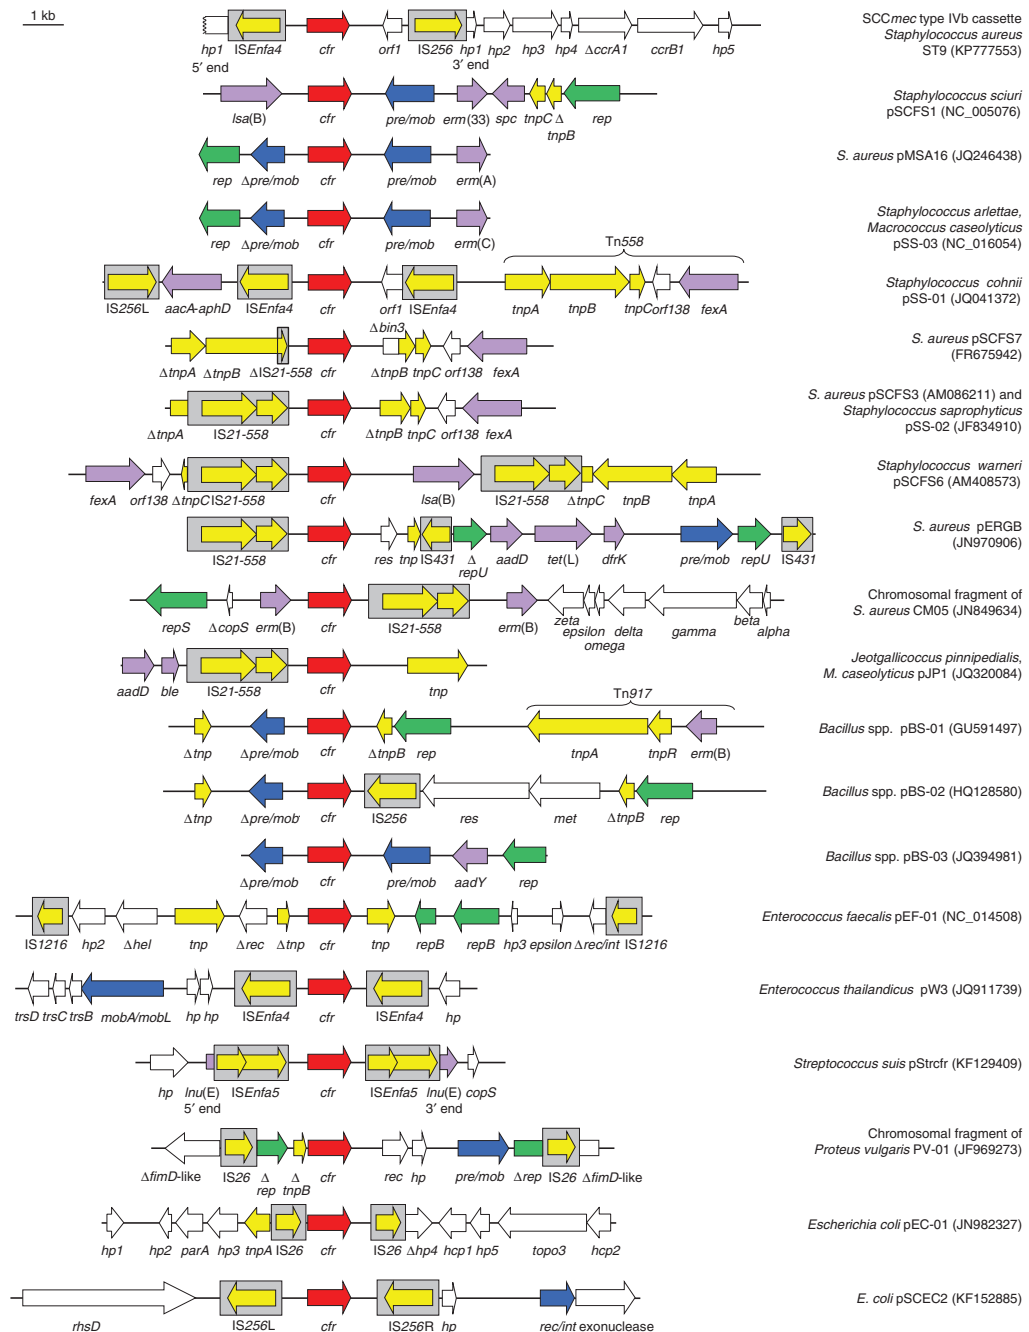 1 kb
hp1 ISEnfa4 cfr orf1 IS256 hp1 hp2 hp3 hp4 ΔccrA1 ccrB1 hp5
5′ end 3′ end
SCCmec type IVb cassette
Staphylococcus aureus
ST9 (KP777553)
lsa(B) cfr pre/mob erm(33) spc tnpC Δ rep
tnpB
Staphylococcus sciuri
pSCFS1 (NC_005076)
rep Δpre/mob cfr pre/mob erm(A)
S. aureus pMSA16 (JQ246438)
rep Δpre/mob cfr pre/mob erm(C)
Staphylococcus arlettae,
Macrococcus caseolyticus
pSS-03 (NC_016054)
Tn558
IS256L aacA-aphD ISEnfa4 cfr orf1 ISEnfa4 tnpA tnpB tnpC orf138 fexA
Staphylococcus cohnii
pSS-01 (JQ041372)
Δbin3
ΔtnpA ΔtnpB ΔIS21-558 cfr ΔtnpB tnpC orf138 fexA
S. aureus pSCFS7
(FR675942)
ΔtnpA IS21-558 cfr ΔtnpB tnpC orf138 fexA
S. aureus pSCFS3 (AM086211) and
Staphylococcus saprophyticus
pSS-02 (JF834910)
fexA orf138 ΔtnpC IS21-558 cfr lsa(B) IS21-558 ΔtnpC tnpB tnpA
Staphylococcus warneri
pSCFS6 (AM408573)
IS21-558 cfr res tnp IS431 Δ aadD tet(L) dfrK pre/mob repU IS431
repU
S. aureus pERGB
(JN970906)
repS ΔcopS erm(B) cfr IS21-558 erm(B) zeta epsilon omega delta gamma beta alpha
Chromosomal fragment of
S. aureus CM05 (JN849634)
aadD ble IS21-558 cfr tnp
Jeotgallicoccus pinnipedialis,
M. caseolyticus pJP1 (JQ320084)
Tn917
Δtnp Δpre/mob cfr ΔtnpB rep tnpA tnpR erm(B)
Bacillus spp. pBS-01 (GU591497)
Δtnp Δpre/mob cfr IS256 res met ΔtnpB rep
Bacillus spp. pBS-02 (HQ128580)
Δpre/mob cfr pre/mob aadY rep
Bacillus spp. pBS-03 (JQ394981)
IS1216 hp2 Δhel tnp Δrec Δtnp cfr tnp repB repB hp3 epsilon Δrec/int IS1216
Enterococcus faecalis pEF-01 (NC_014508)
trsD trsC trsB mobA/mobL hp hp ISEnfa4 cfr ISEnfa4 hp
Enterococcus thailandicus pW3 (JQ911739)
hp lnu(E) ISEnfa5 cfr ISEnfa5 lnu(E) copS
5′ end 3′ end
Streptococcus suis pStrcfr (KF129409)
ΔfimD-like IS26 Δ Δ cfr rec hp pre/mob Δrep IS26 ΔfimD-like
rep tnpB
Chromosomal fragment of
Proteus vulgaris PV-01 (JF969273)
hp1 hp2 parA hp3 tnpA IS26 cfr IS26 Δhp4 hcp1 hp5 topo3 hcp2
Escherichia coli pEC-01 (JN982327)
rhsD IS256L cfr IS256R hp rec/int exonuclease
E. coli pSCEC2 (KF152885)